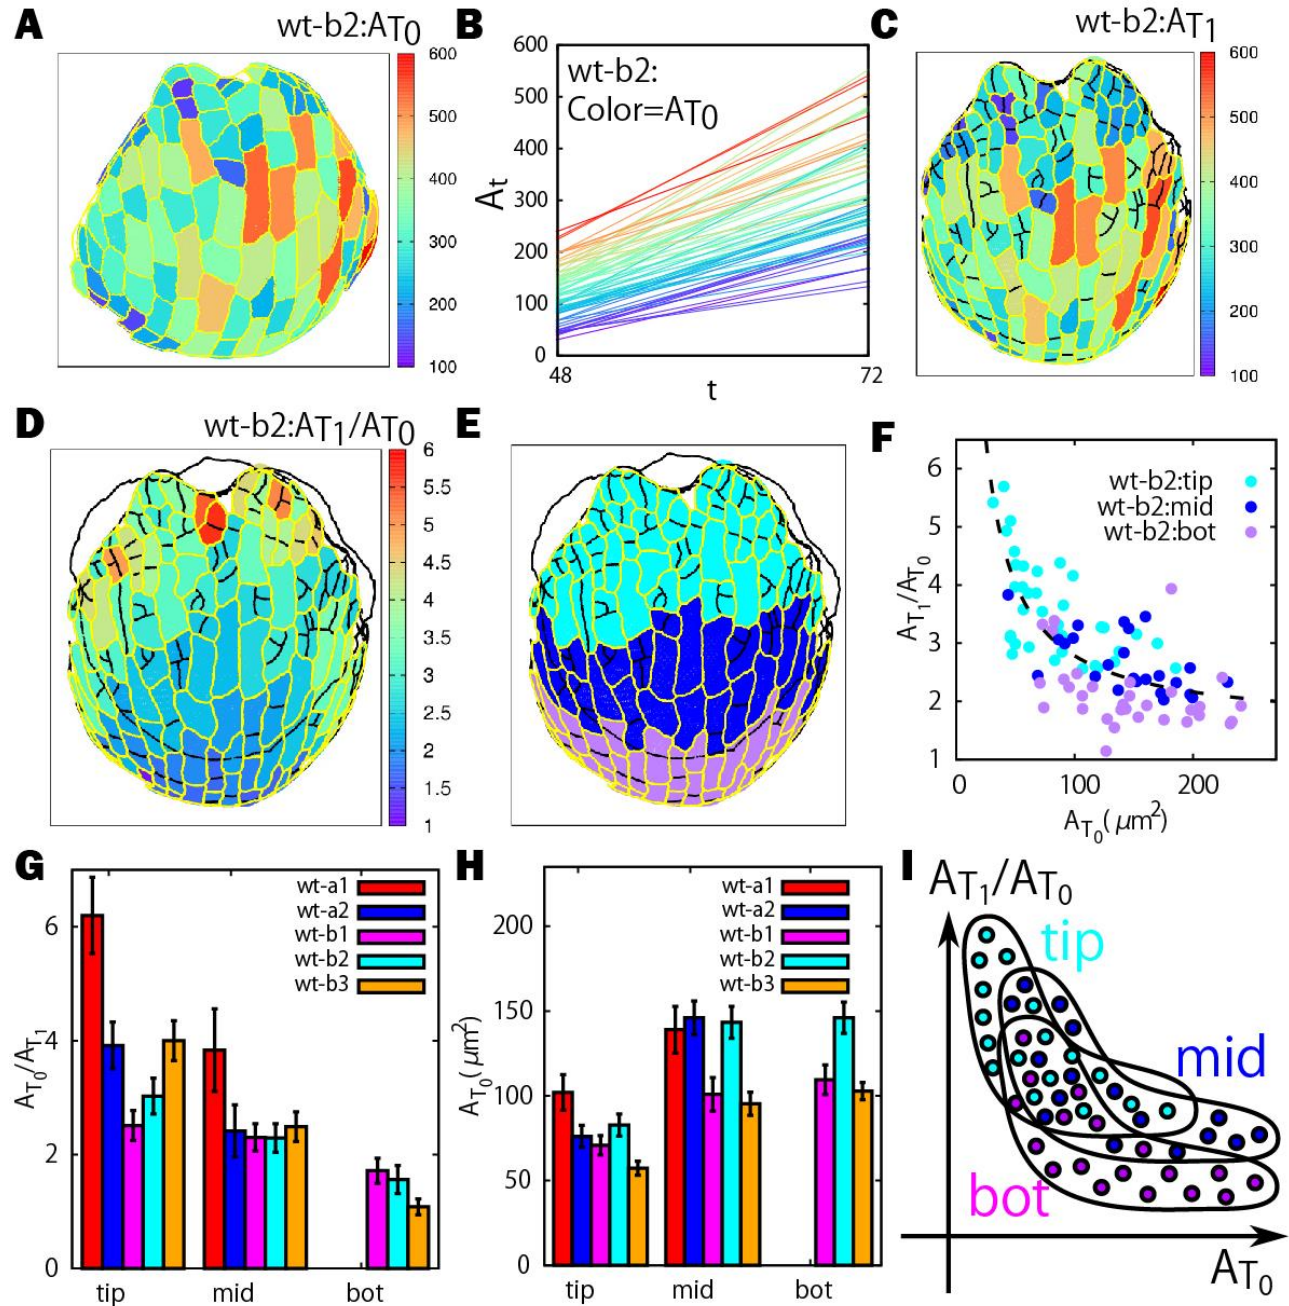 A
wt-b2:AT0
600
500
400
300
200
100
B
wt-b2:
Color=AT0
600
500
400
300
200
100
0
At
48
72
t
C
wt-b2:AT1
600
500
400
300
200
100
D
wt-b2:AT1/AT0
6
5.5
5
4.5
4
3.5
3
2.5
2
1.5
1
E
F
wt-b2:tip
wt-b2:mid
wt-b2:bot
6
5
4
3
2
1
AT1/AT0
0
100
200
AT0(μm2)
G
wt-a1
wt-a2
wt-b1
wt-b2
wt-b3
6
4
2
0
AT0/AT1
tip
mid
bot
H
wt-a1
wt-a2
wt-b1
wt-b2
wt-b3
200
150
100
50
0
AT0(μm2)
tip
mid
bot
I
AT1/AT0
tip
mid
bot
AT0